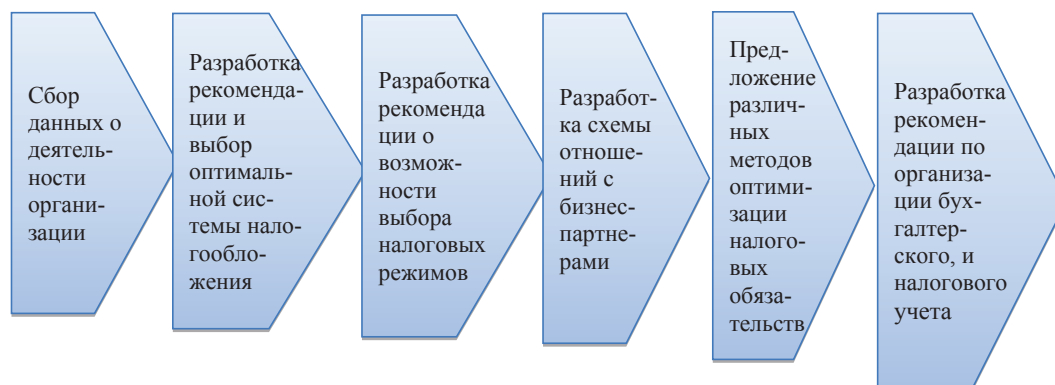 Сбор
данных о
деятель-
ности
органи-
зации
Разработка
рекоменда-
ции и
выбор
оптималь-
ной сис-
темы нало-
гообло-
жения
Разработка
рекоменда
ции о
возмож-
ности
выбора
налоговых
режимов
Разработ-
ка схемы
отноше-
ний с
бизнес-
партне-
рами
Пред-
ложение
различ-
ных
методов
оптими-
зации
налого-
вых
обяза-
тельств
Разработка
рекомен-
дации по
организа-
ции бух-
галтер-
ского, и
налогового
учета